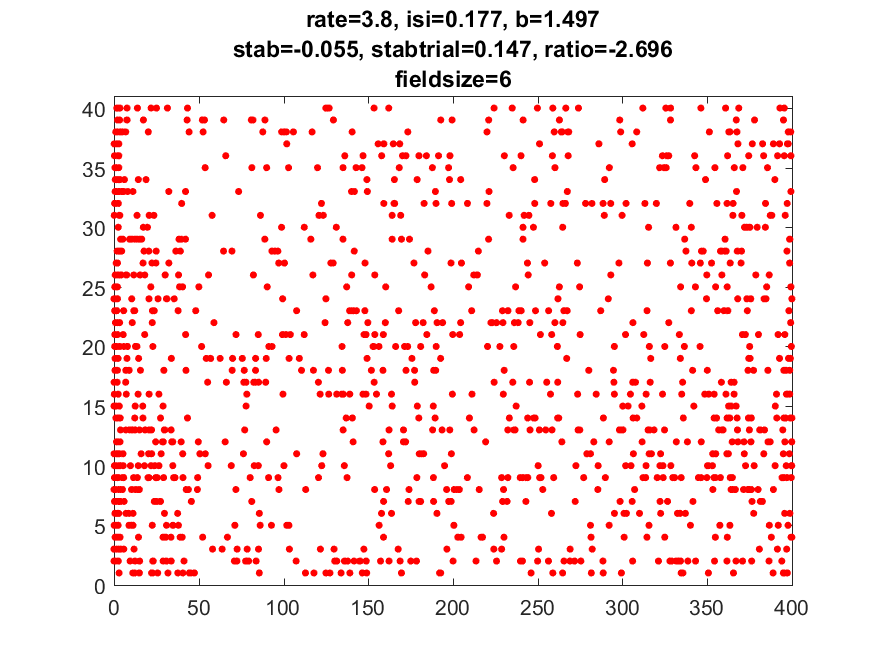 rate=3.8, isi=0.177, b=1.497
stab=-0.055, stabtrial=0.147, ratio=-2.696
fieldsize=6
40
35
30
25
20
15
10
5
0
0 50 100 150 200 250 300 350 400